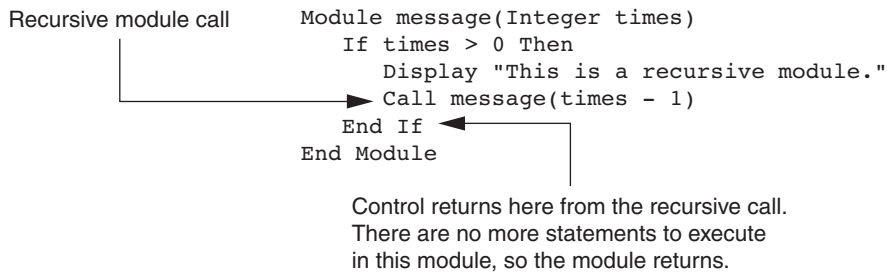 Recursive module call
Module message(Integer times)
If times > 0 Then
Display "This is a recursive module."
Call message(times - 1)
End If
End Module
Control returns here from the recursive call.
There are no more statements to execute
in this module, so the module returns.